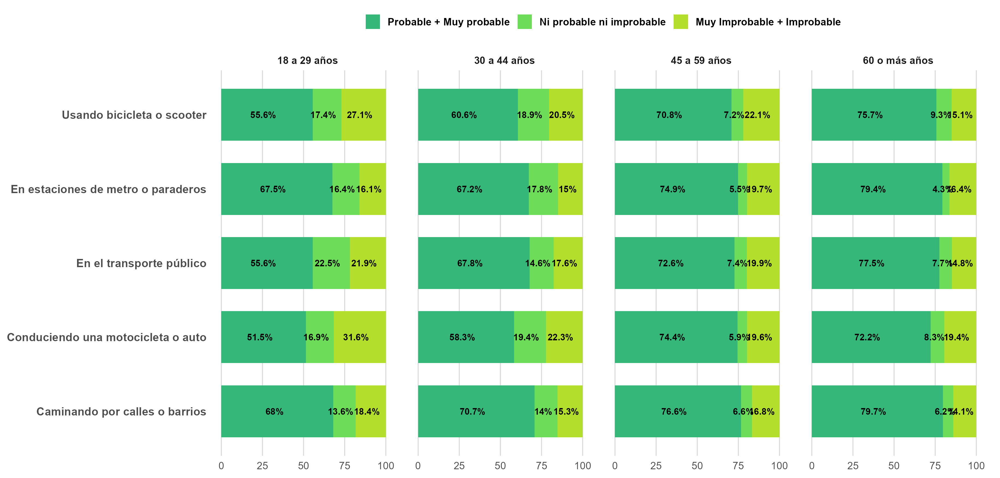 Probable + Muy probable Ni probable ni improbable Muy Improbable + Improbable
18 a 29 años 30 a 44 años 45 a 59 años 60 o más años
Usando bicicleta o scooter 55.6% 17.4% 27.1% 60.6% 18.9% 20.5% 70.8% 7.2% 22.1% 75.7% 9.3% 15.1%
En estaciones de metro o paraderos 67.5% 16.4% 16.1% 67.2% 17.8% 15% 74.9% 5.5% 19.7% 79.4% 4.3% 16.4%
En el transporte público 55.6% 22.5% 21.9% 67.8% 14.6% 17.6% 72.6% 7.4% 19.9% 77.5% 7.7% 14.8%
Conduciendo una motocicleta o auto 51.5% 16.9% 31.6% 58.3% 19.4% 22.3% 74.4% 5.9% 19.6% 72.2% 8.3% 19.4%
Caminando por calles o barrios 68% 13.6% 18.4% 70.7% 14% 15.3% 76.6% 6.6% 16.8% 79.7% 6.2% 14.1%
0 25 50 75 100 0 25 50 75 100 0 25 50 75 100 0 25 50 75 100